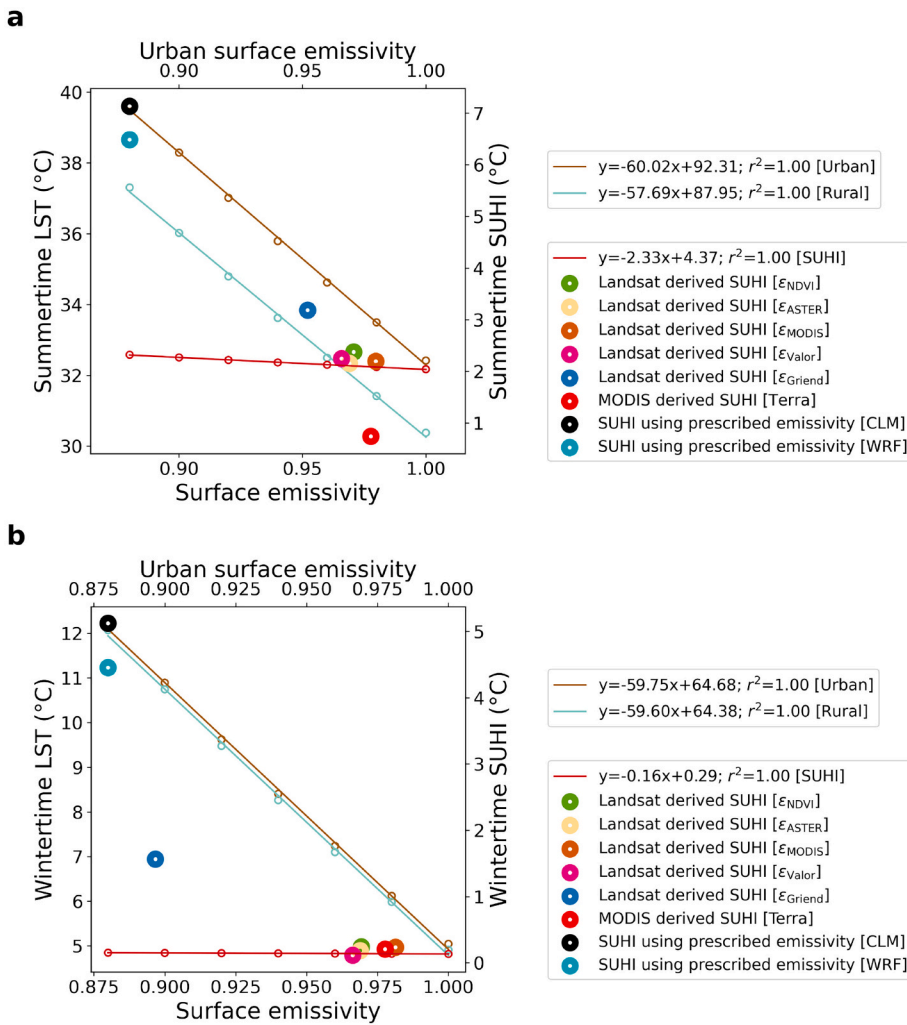 a
Urban surface emissivity
0.90 0.95 1.00
40
38
36
34
32
30
Summertime LST (°C)
7
6
5
4
3
2
1
Summertime SUHI (°C)
0.90 0.95 1.00
Surface emissivity
y=-60.02x+92.31; r²=1.00 [Urban]
y=-57.69x+87.95; r²=1.00 [Rural]
y=-2.33x+4.37; r²=1.00 [SUHI]
Landsat derived SUHI [εNDVI]
Landsat derived SUHI [εASTER]
Landsat derived SUHI [εMODIS]
Landsat derived SUHI [εValor]
Landsat derived SUHI [εGriend]
MODIS derived SUHI [Terra]
SUHI using prescribed emissivity [CLM]
SUHI using prescribed emissivity [WRF]
b
Urban surface emissivity
0.875 0.900 0.925 0.950 0.975 1.000
12
11
10
9
8
7
6
5
Wintertime LST (°C)
5
4
3
2
1
0
Wintertime SUHI (°C)
0.875 0.900 0.925 0.950 0.975 1.000
Surface emissivity
y=-59.75x+64.68; r²=1.00 [Urban]
y=-59.60x+64.38; r²=1.00 [Rural]
y=-0.16x+0.29; r²=1.00 [SUHI]
Landsat derived SUHI [εNDVI]
Landsat derived SUHI [εASTER]
Landsat derived SUHI [εMODIS]
Landsat derived SUHI [εValor]
Landsat derived SUHI [εGriend]
MODIS derived SUHI [Terra]
SUHI using prescribed emissivity [CLM]
SUHI using prescribed emissivity [WRF]